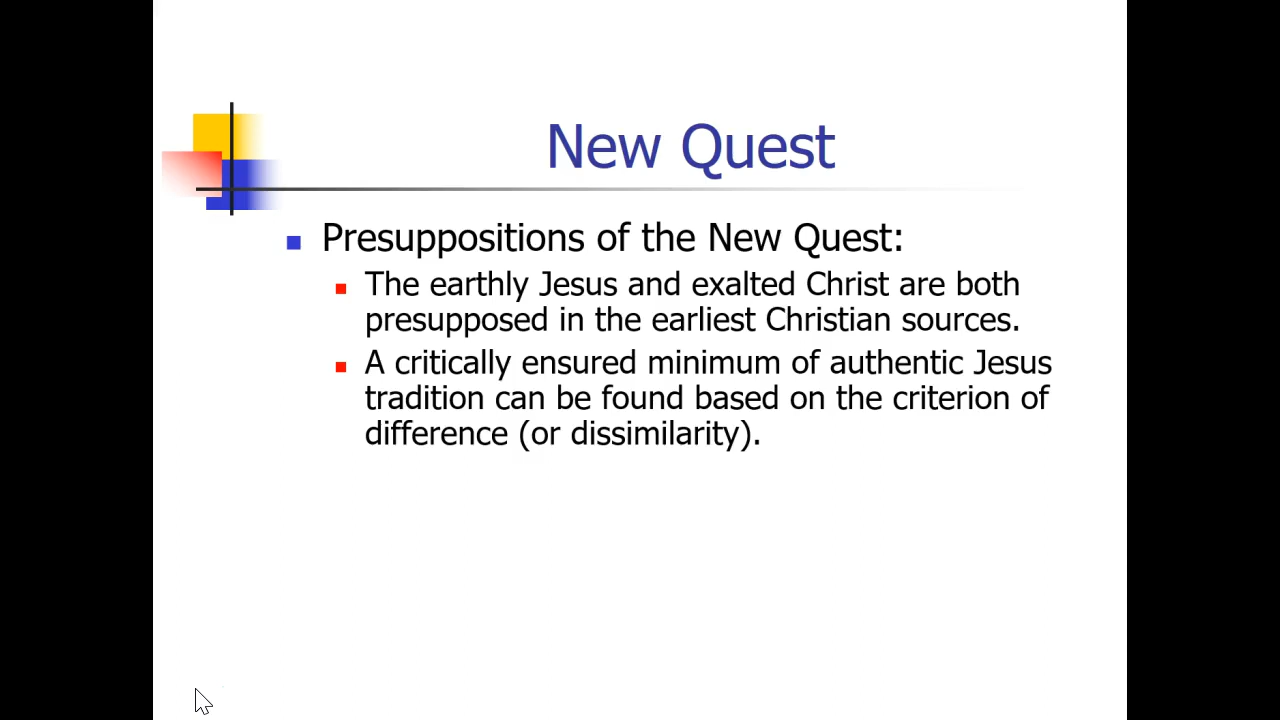 New Quest
Presuppositions of the New Quest:
The earthly Jesus and exalted Christ are both
presupposed in the earliest Christian sources.
A critically ensured minimum of authentic Jesus
tradition can be found based on the criterion of
difference (or dissimilarity).